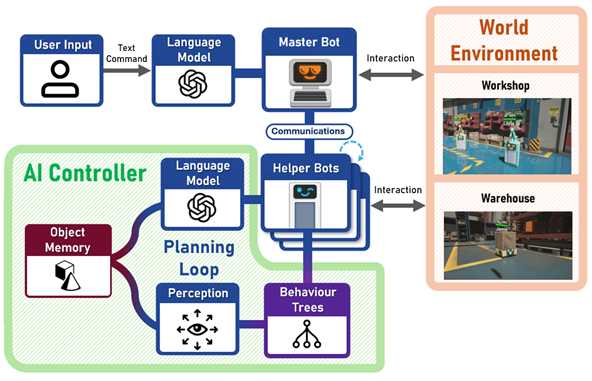 User Input
Text
Command
Language
Model
Master Bot
Interaction
World
Environment
Workshop
Communications
AI Controller
Language
Model
Helper Bots
Interaction
Warehouse
Object
Memory
Planning
Loop
Perception
Behaviour
Trees